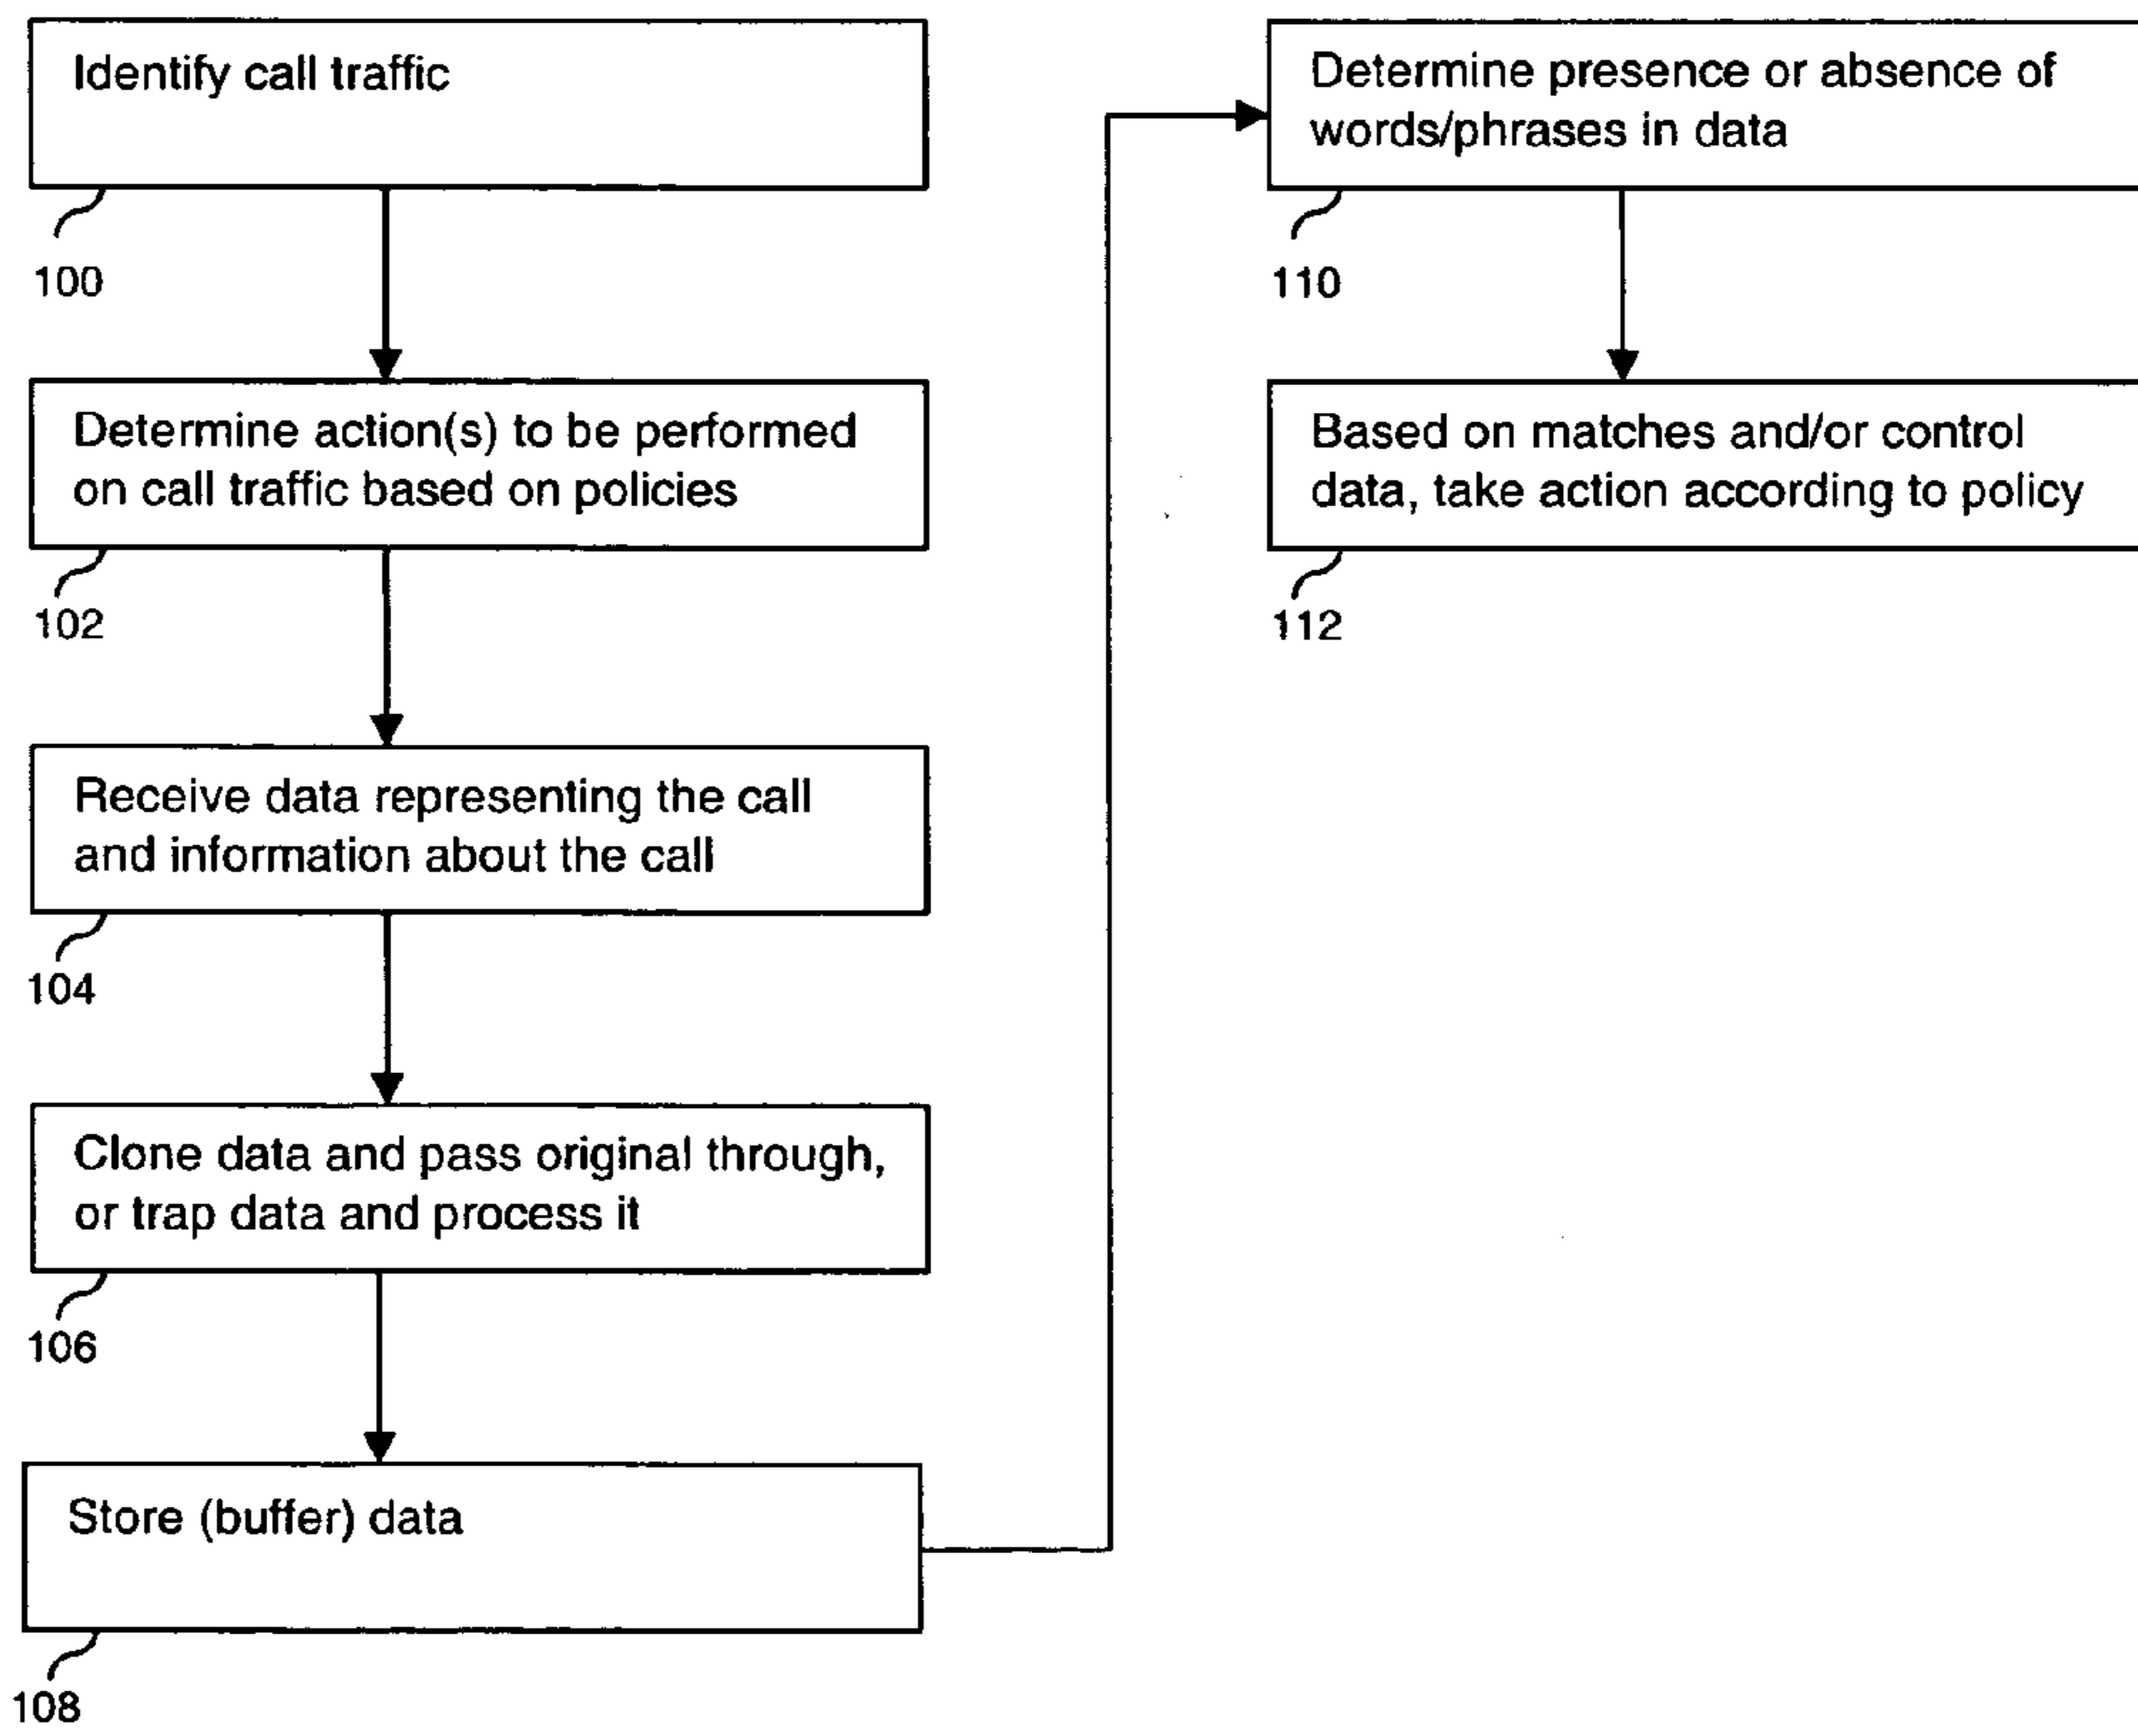 Identify call traffic
100
Determine action(s) to be performed
on call traffic based on policies
102
Receive data representing the call
and information about the call
104
Clone data and pass original through,
or trap data and process it
106
Store (buffer) data
108
Determine presence or absence of
words/phrases in data
110
Based on matches and/or control
data, take action according to policy
112